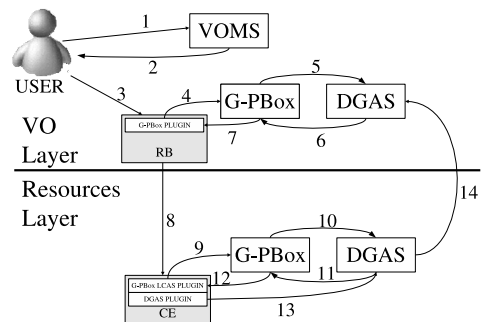 1
VOMS
2
USER
3
4
5
G-PBox
DGAS
G-PBox PLUGIN
7
6
VO
Layer
RB
Resources
Layer
14
8
9
10
G-PBox
DGAS
12
11
G-PBox LCAS PLUGIN
DGAS PLUGIN
13
CE